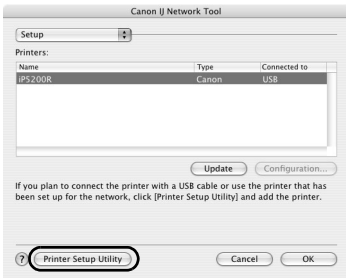 Canon IJ Network Tool
Setup
Printers:
Name Type Connected to
iP5200R Canon USB
Update Configuration...
If you plan to connect the printer with a USB cable or use the printer that has
been set up for the network, click [Printer Setup Utility] and add the printer.
? Printer Setup Utility Cancel OK